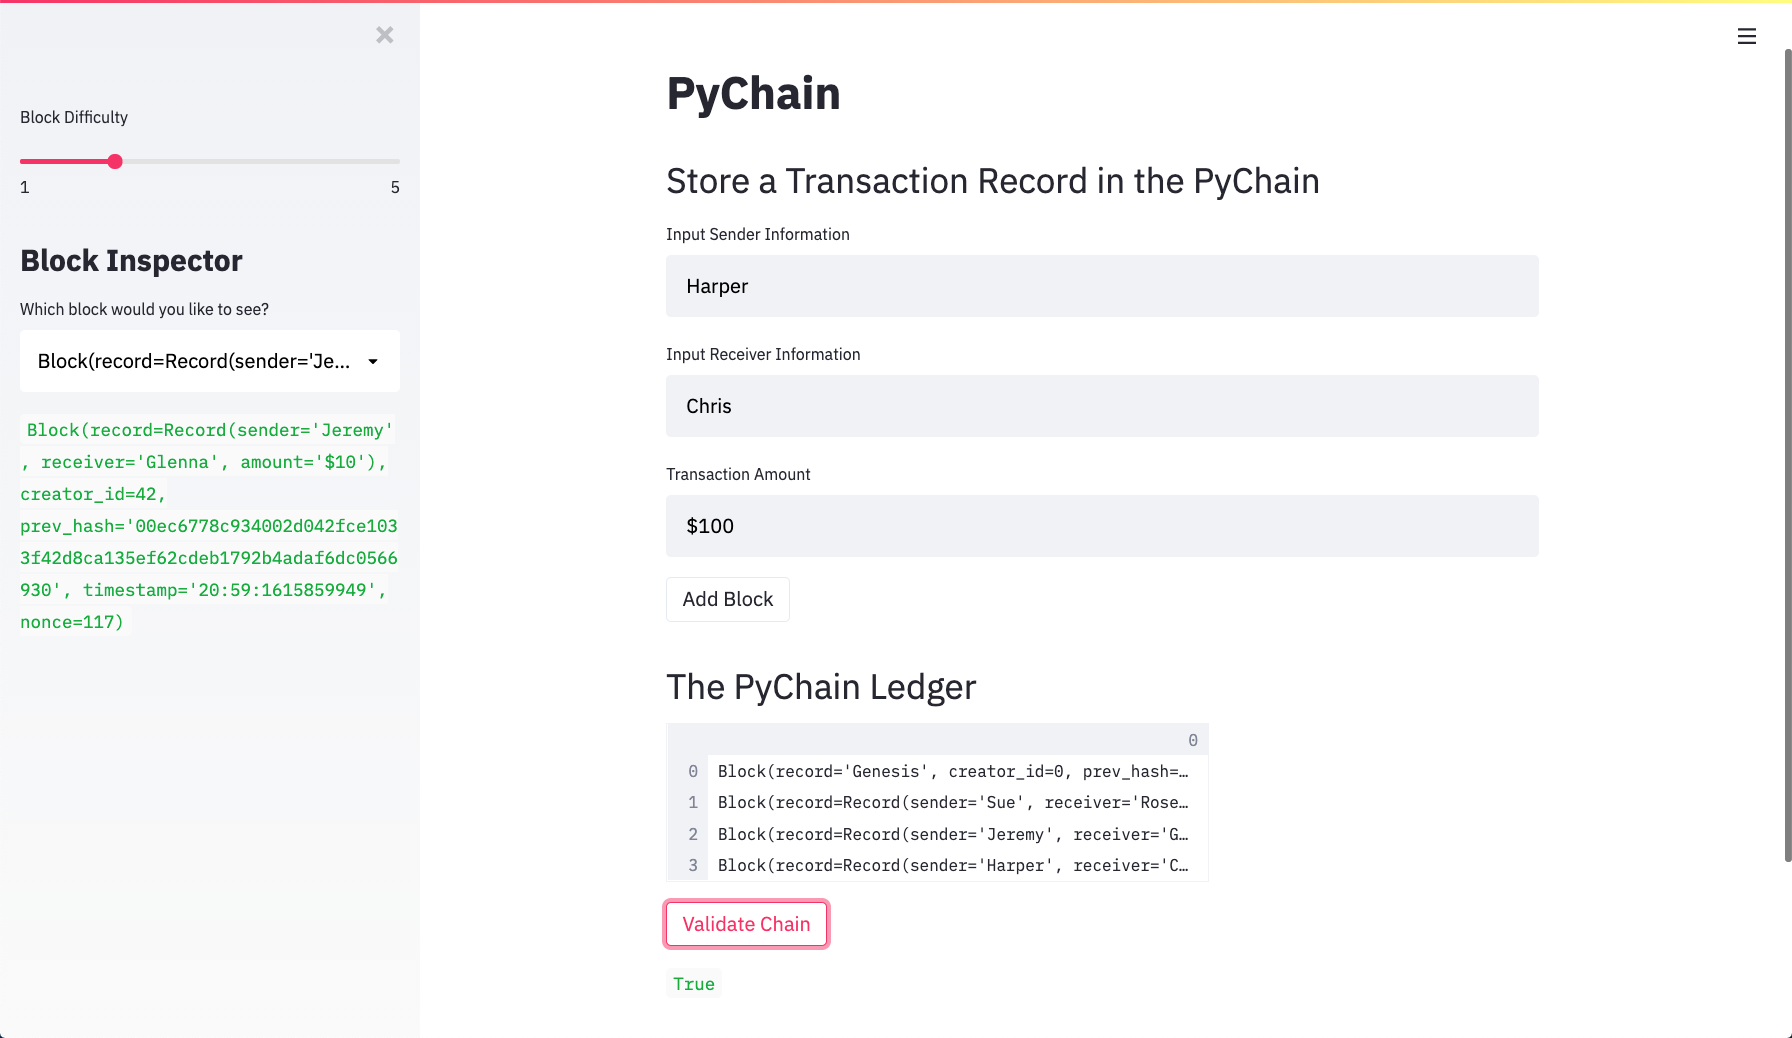 Block Difficulty
1 5
Block Inspector
Which block would you like to see?
Block(record=Record(sender='Je...
Block(record=Record(sender='Jeremy'
, receiver='Glenna', amount='$10'),
creator_id=42,
prev_hash='00ec6778c934002d042fce103
3f42d8ca135ef62cdeb1792b4adaf6dc0566
930', timestamp='20:59:1615859949',
nonce=117)
PyChain
Store a Transaction Record in the PyChain
Input Sender Information
Harper
Input Receiver Information
Chris
Transaction Amount
$100
Add Block
The PyChain Ledger
0
0 Block(record='Genesis', creator_id=0, prev_hash=…
1 Block(record=Record(sender='Sue', receiver='Rose…
2 Block(record=Record(sender='Jeremy', receiver='G…
3 Block(record=Record(sender='Harper', receiver='C…
Validate Chain
True